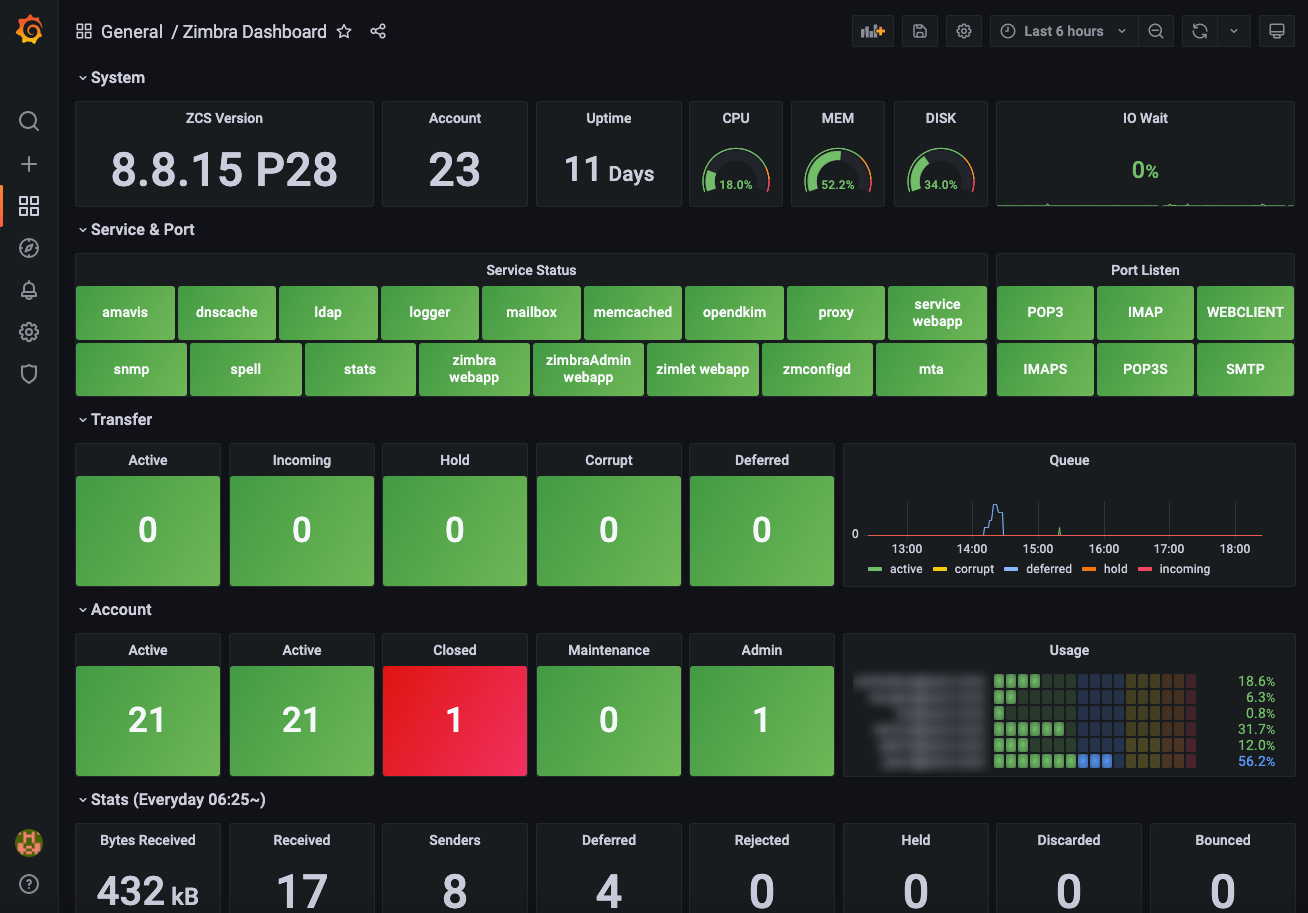 General / Zimbra Dashboard
Last 6 hours
System
ZCS Version
8.8.15 P28
Account
23
Uptime
11 Days
CPU
18.0%
MEM
52.2%
DISK
34.0%
IO Wait
0%
Service & Port
Service Status
amavis
dnscache
ldap
logger
mailbox
memcached
opendkim
proxy
service
webapp
snmp
spell
stats
zimbra
webapp
zimbraAdmin
webapp
zimlet webapp
zmconfigd
mta
Port Listen
POP3
IMAP
WEBCLIENT
IMAPS
POP3S
SMTP
Transfer
Active
0
Incoming
0
Hold
0
Corrupt
0
Deferred
0
Queue
0
13:00 14:00 15:00 16:00 17:00 18:00
active corrupt deferred hold incoming
Account
Active
21
Active
21
Closed
1
Maintenance
0
Admin
1
Usage
18.6%
6.3%
0.8%
31.7%
12.0%
56.2%
Stats (Everyday 06:25~)
Bytes Received
432 kB
Received
17
Senders
8
Deferred
4
Rejected
0
Held
0
Discarded
0
Bounced
0